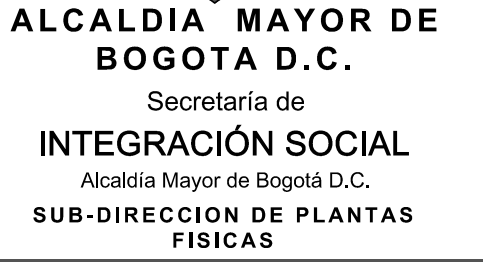 ALCALDIA MAYOR DE
BOGOTA D.C.
Secretaría de
INTEGRACIÓN SOCIAL
Alcaldía Mayor de Bogotá D.C.
SUB-DIRECCION DE PLANTAS
FISICAS